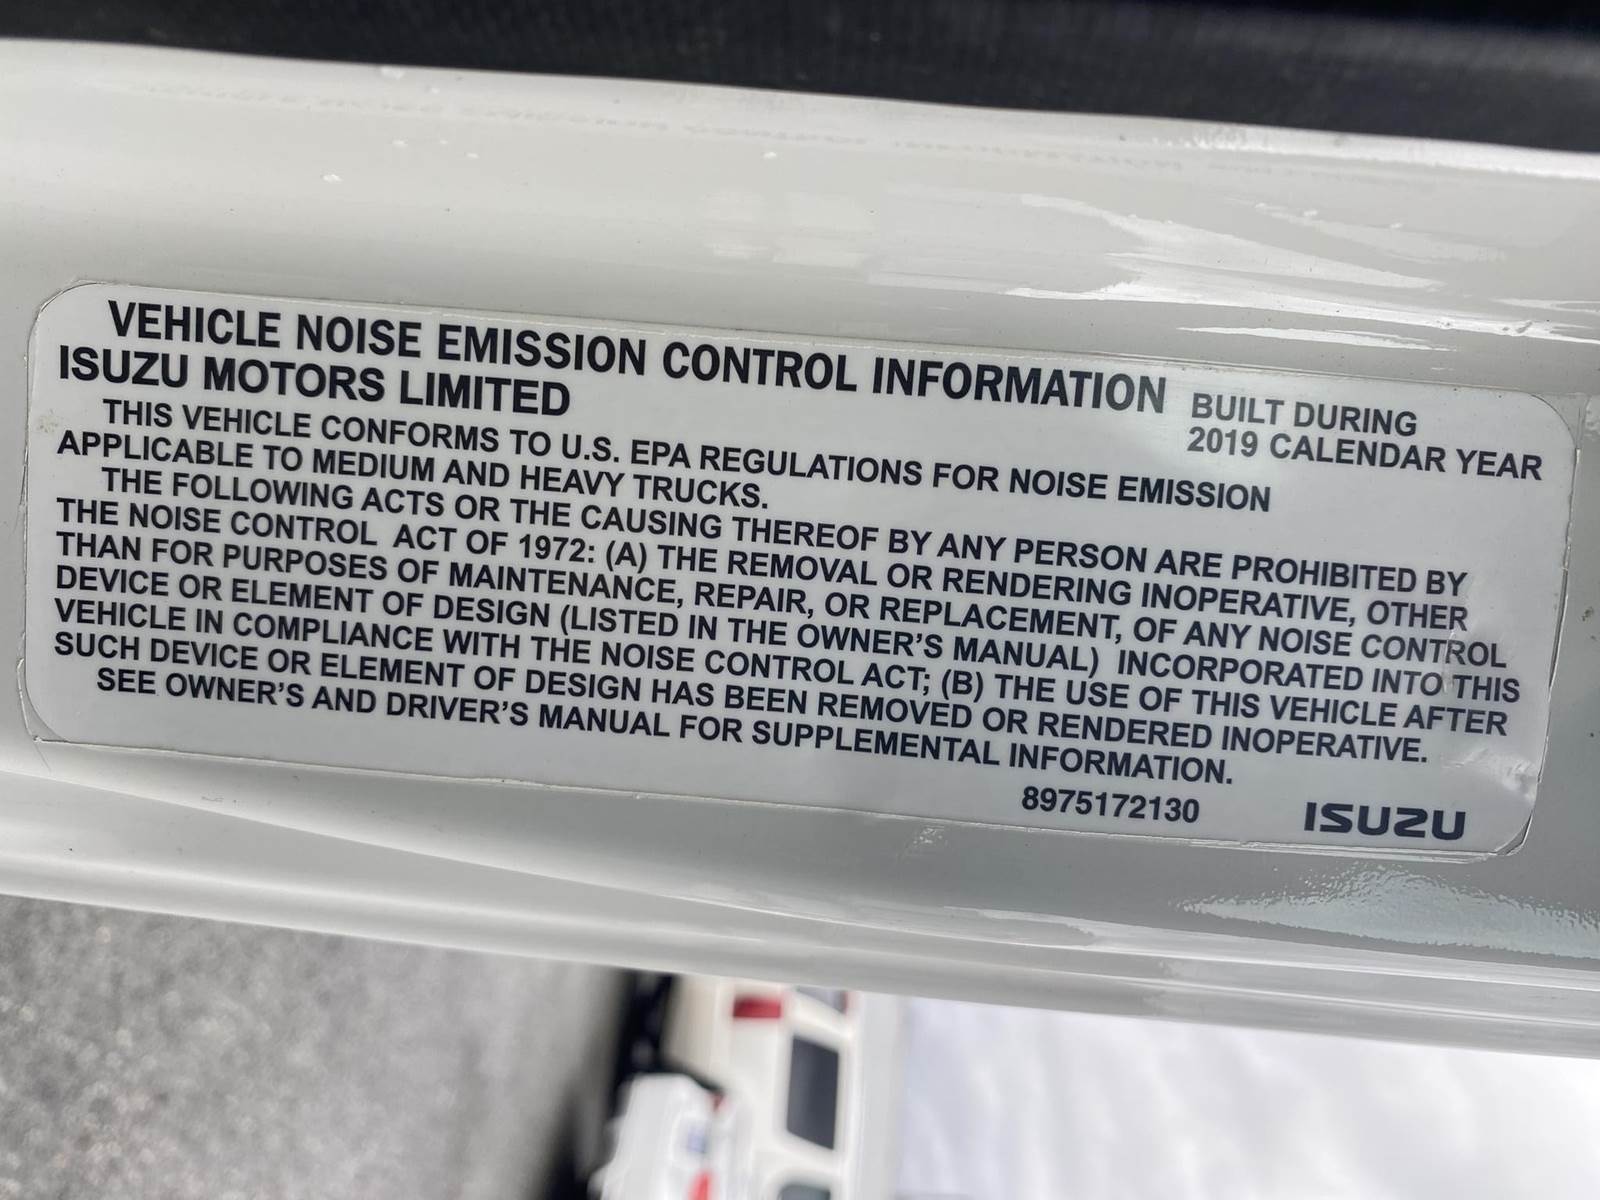 VEHICLE NOISE EMISSION CONTROL INFORMATION
ISUZU MOTORS LIMITED
BUILT DURING
2019 CALENDAR YEAR
THIS VEHICLE CONFORMS TO U.S. EPA REGULATIONS FOR NOISE EMISSION
APPLICABLE TO MEDIUM AND HEAVY TRUCKS.
THE FOLLOWING ACTS OR THE CAUSING THEREOF BY ANY PERSON ARE PROHIBITED BY
THE NOISE CONTROL ACT OF 1972: (A) THE REMOVAL OR RENDERING INOPERATIVE, OTHER
THAN FOR PURPOSES OF MAINTENANCE, REPAIR, OR REPLACEMENT, OF ANY NOISE CONTROL
DEVICE OR ELEMENT OF DESIGN (LISTED IN THE OWNER'S MANUAL) INCORPORATED INTO THIS
VEHICLE IN COMPLIANCE WITH THE NOISE CONTROL ACT; (B) THE USE OF THIS VEHICLE AFTER
SUCH DEVICE OR ELEMENT OF DESIGN HAS BEEN REMOVED OR RENDERED INOPERATIVE.
SEE OWNER'S AND DRIVER'S MANUAL FOR SUPPLEMENTAL INFORMATION.
8975172130
ISUZU